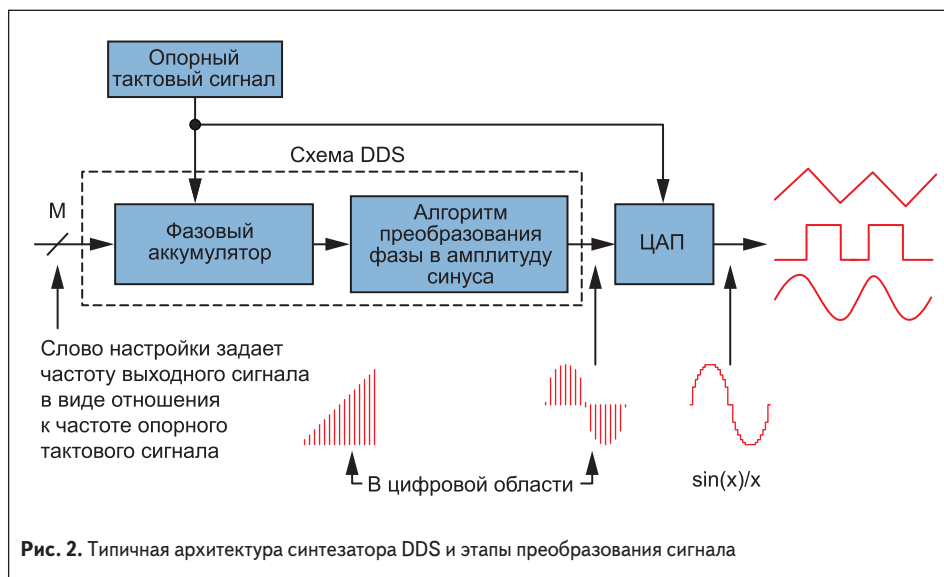 Опорный
тактовый сигнал
Схема DDS
M
Фазовый
аккумулятор
Алгоритм
преобразования
фазы в амплитуду
синуса
ЦАП
Слово настройки задает
частоту выходного сигнала
в виде отношения
к частоте опорного
тактового сигнала
В цифровой области
sin(x)/x
Рис. 2. Типичная архитектура синтезатора DDS и этапы преобразования сигнала